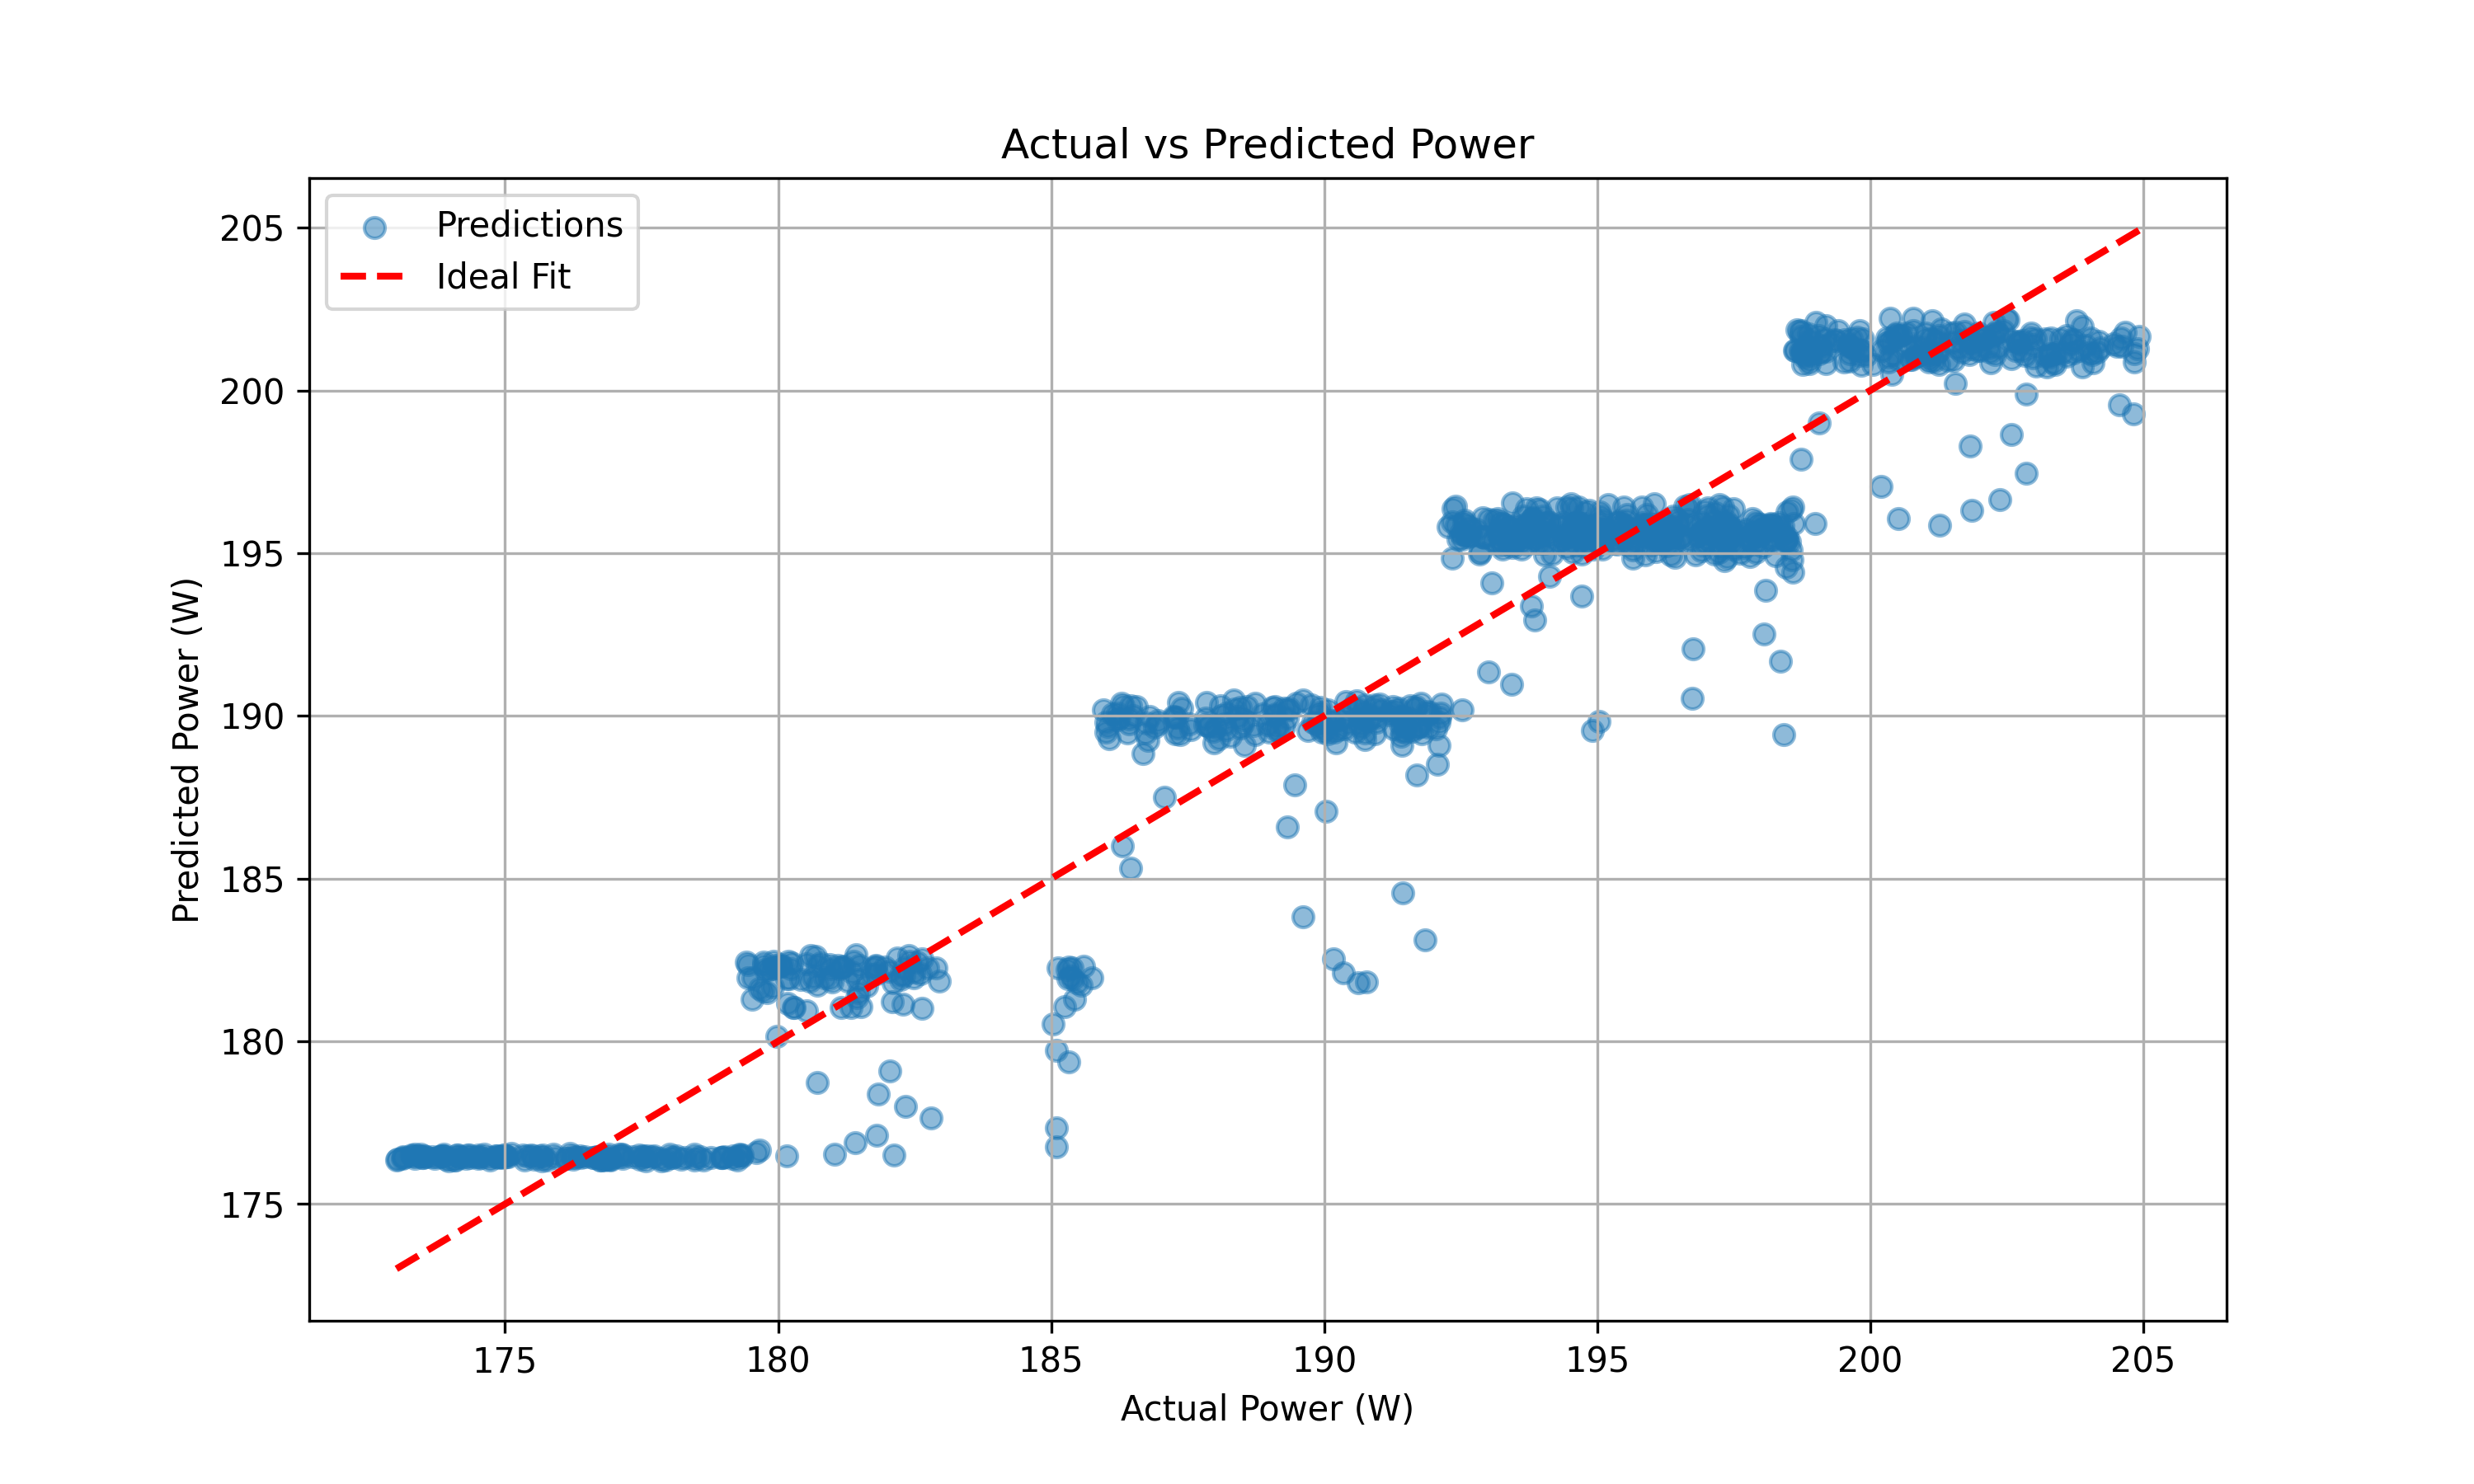 Actual vs Predicted Power
Predictions
Ideal Fit
205
200
195
190
185
180
175
Predicted Power (W)
175 180 185 190 195 200 205
Actual Power (W)